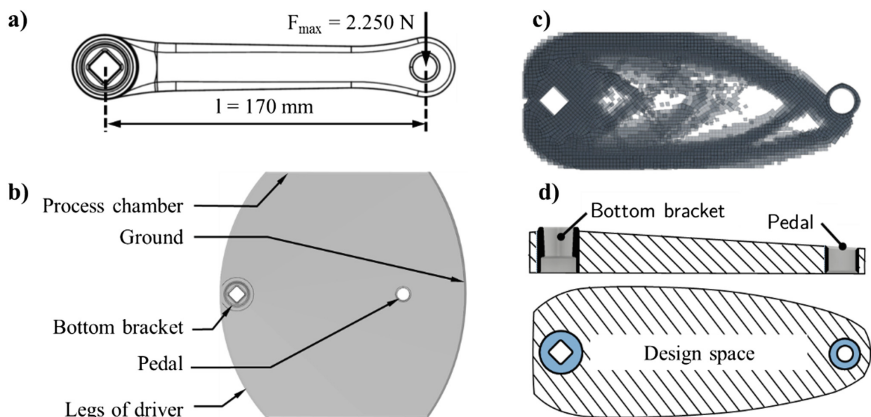 a)
F_max = 2.250 N
l = 170 mm
b)
Process chamber
Ground
Bottom bracket
Pedal
Legs of driver
c)
d)
Bottom bracket
Pedal
Design space